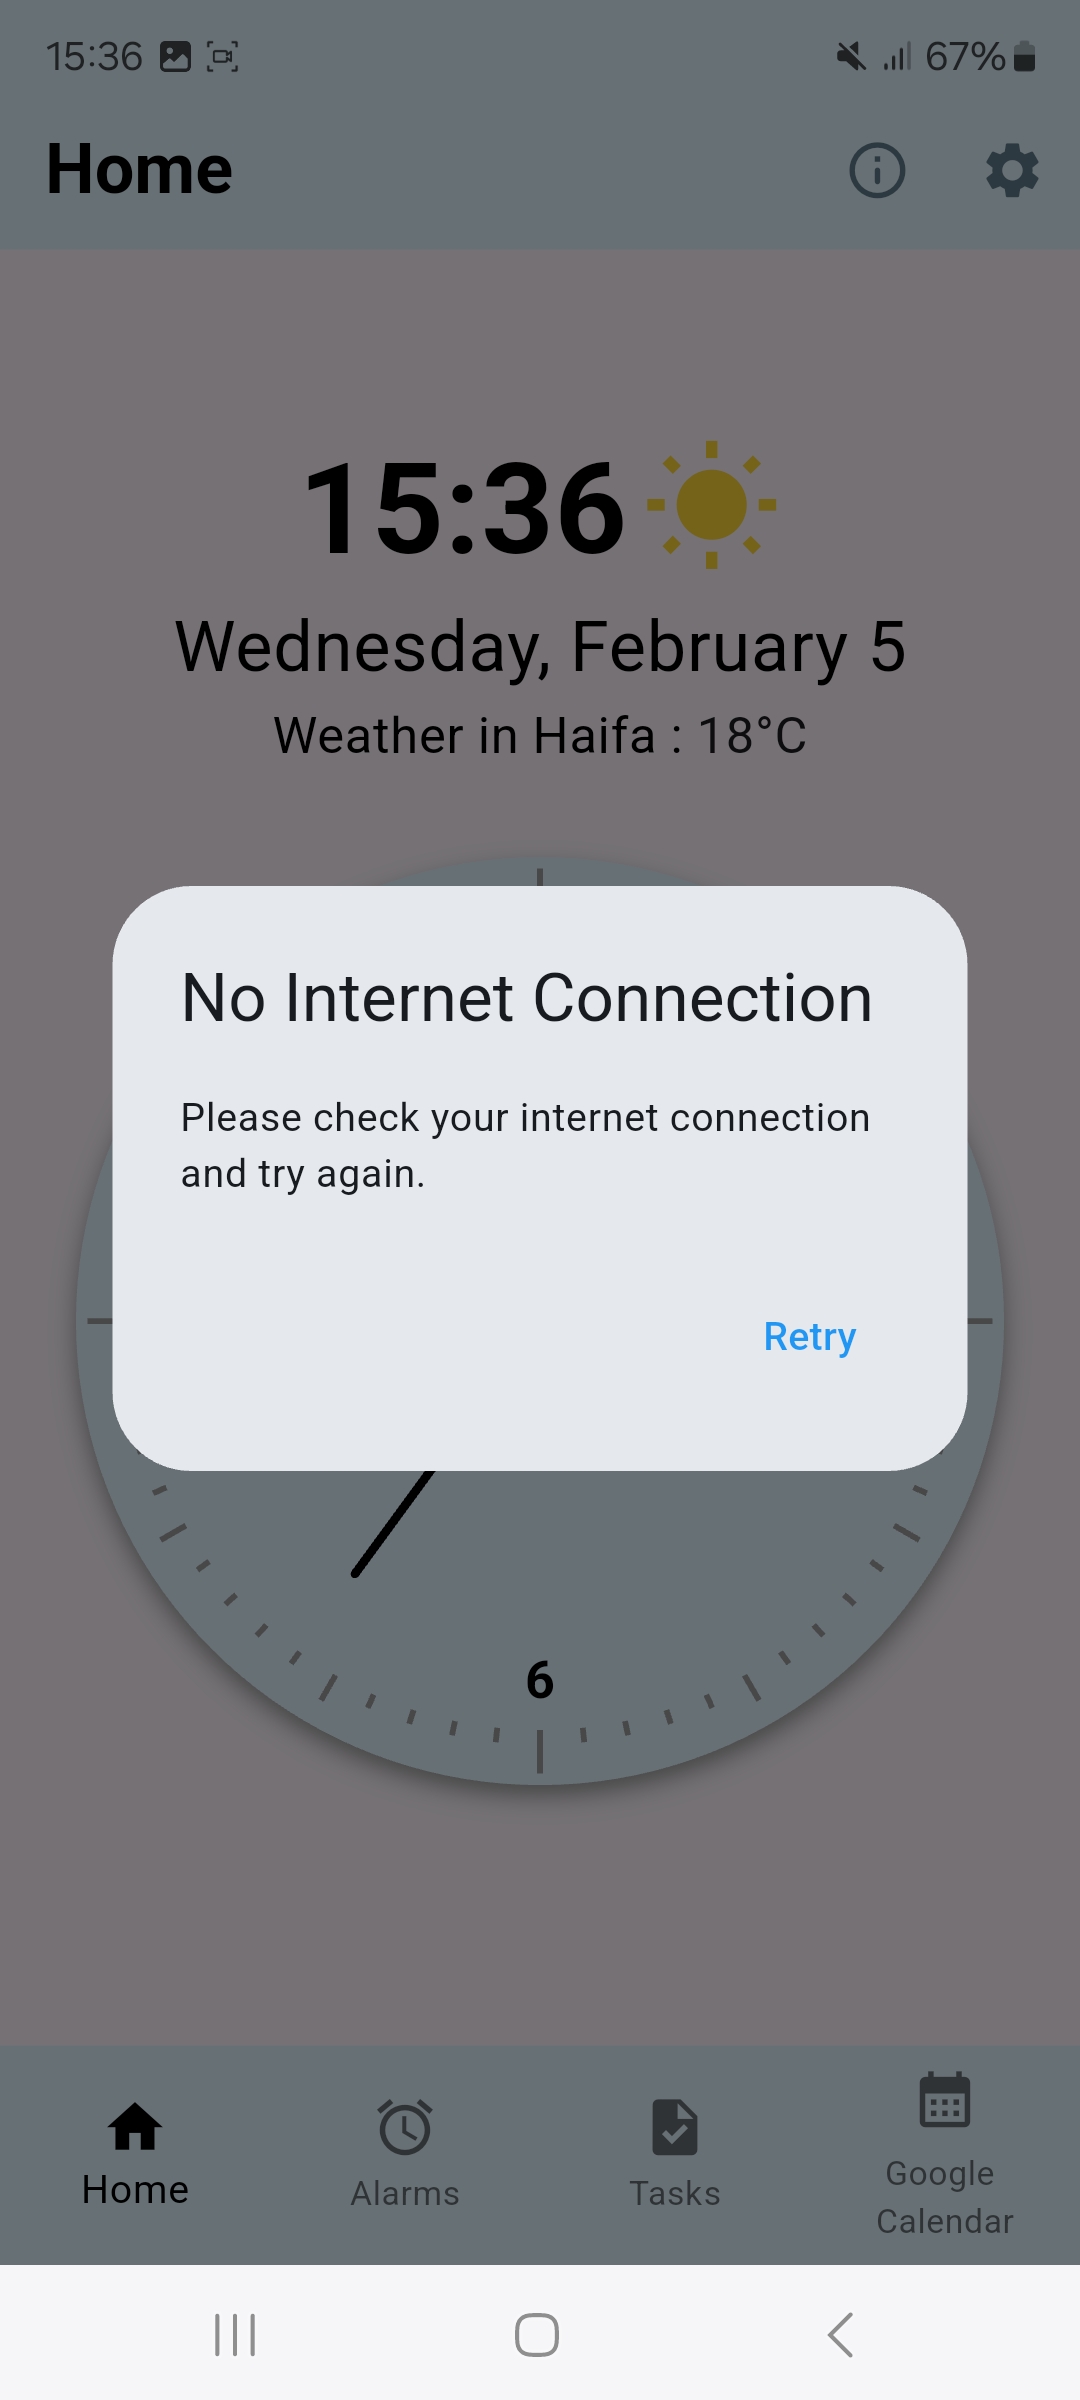 15:36
67%
Home
15:36
Wednesday, February 5
Weather in Haifa : 18°C
No Internet Connection
Please check your internet connection
and try again.
Retry
6
Home
Alarms
Tasks
Google
Calendar